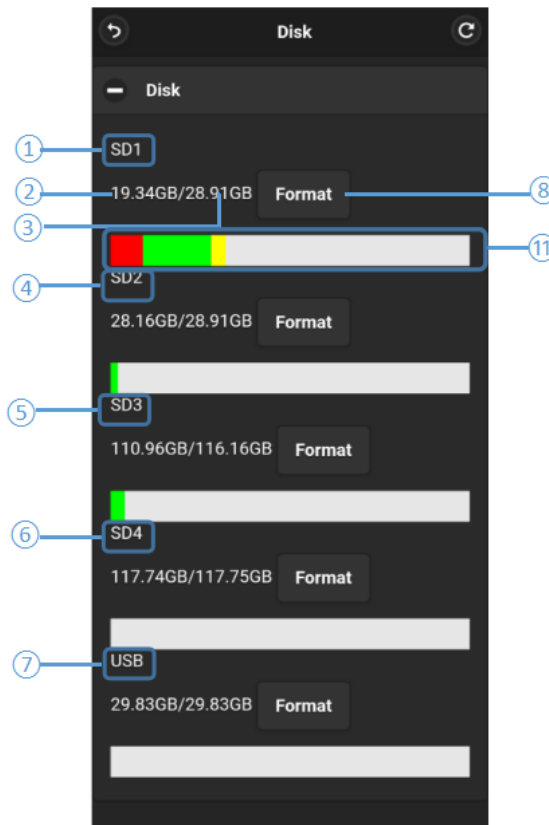 Disk
Disk
① SD1
② 19.34GB/28.91GB Format ⑧
③
⑪
④ SD2
28.16GB/28.91GB Format
⑤ SD3
110.96GB/116.16GB Format
⑥ SD4
117.74GB/117.75GB Format
⑦ USB
29.83GB/29.83GB Format